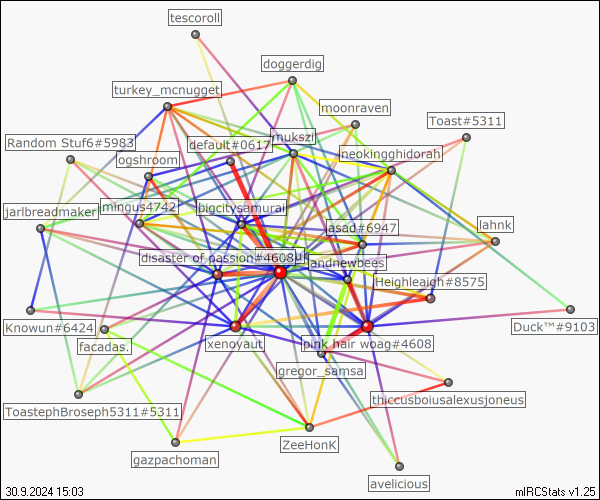 tescoroll
doggerdig
turkey_mcnugget
moonraven
Toast#5311
Random Stuf6#5983
default#0617
mukszi
ogshroom
neokingghidorah
jarlbreadmaker
mingus4742
bigcitysamurai
asad#6947
lahnk
disaster of passion#4608
andnewbees
Heighleaigh#8575
Knowun#6424
facadas.
xenoyaut
pink hair woag#4608
Duck™#9103
gregor_samsa
thiccusboiusalexusjoneus
ToastephBroseph5311#5311
ZeeHonK
gazpachoman
avelicious
30.9.2024 15:03
mIRCStats v1.25